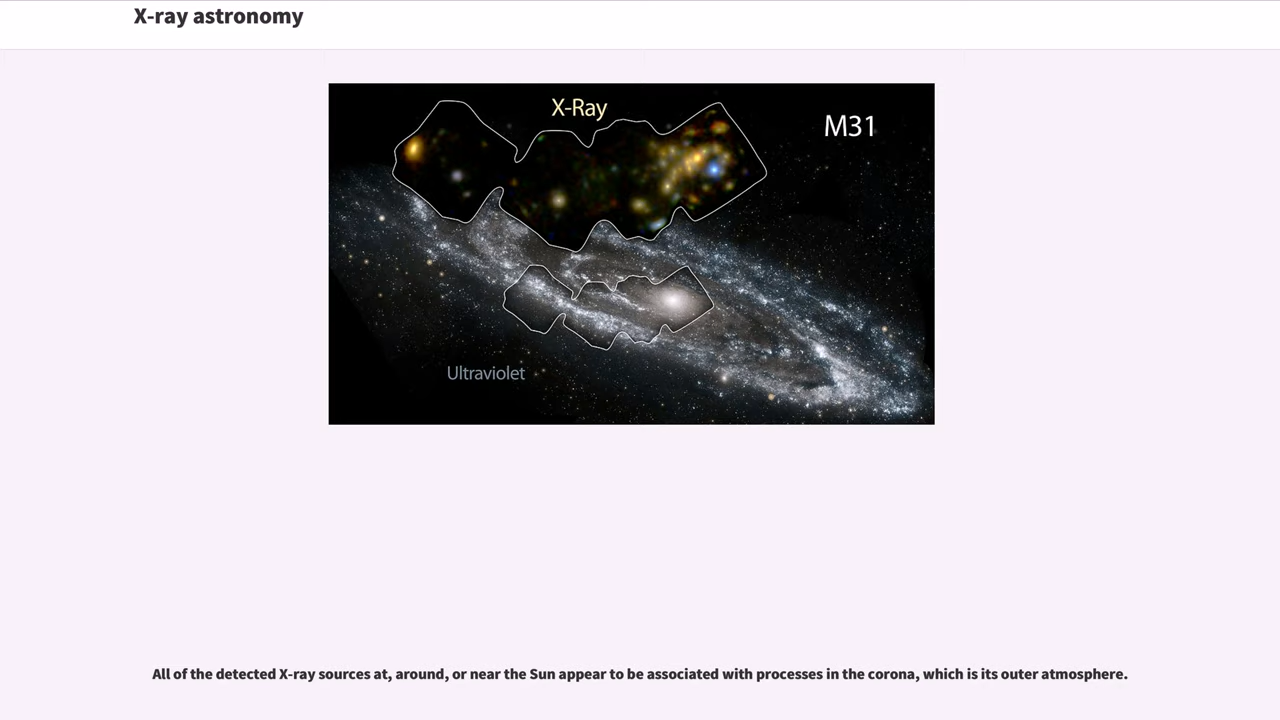 X-ray astronomy
X-Ray
M31
Ultraviolet
All of the detected X-ray sources at, around, or near the Sun appear to be associated with processes in the corona, which is its outer atmosphere.